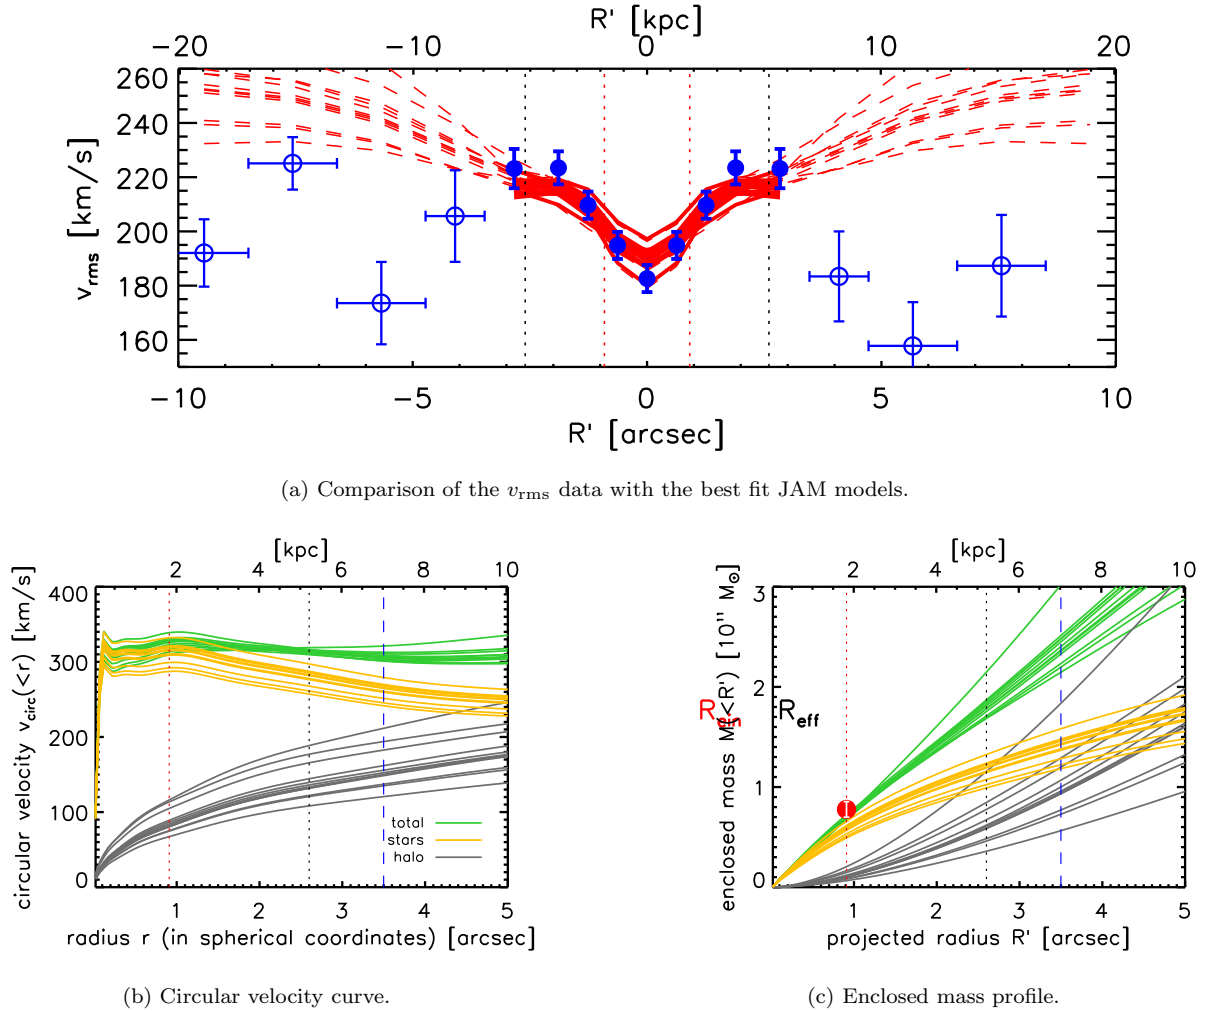 R' [kpc]
−20 −10 0 10 20
260
240
220
200
180
160
v_rms [km/s]
−10 −5 0 5 10
R' [arcsec]
(a) Comparison of the v_rms data with the best fit JAM models.
[kpc]
2 4 6 8 10
400
300
200
100
0
circular velocity v_circ(<r) [km/s]
total
stars
halo
1 2 3 4 5
radius r (in spherical coordinates) [arcsec]
(b) Circular velocity curve.
[kpc]
2 4 6 8 10
3
2
1
0
enclosed mass M(<R') [10¹¹ M☉]
R_ein
R_eff
1 2 3 4 5
projected radius R' [arcsec]
(c) Enclosed mass profile.